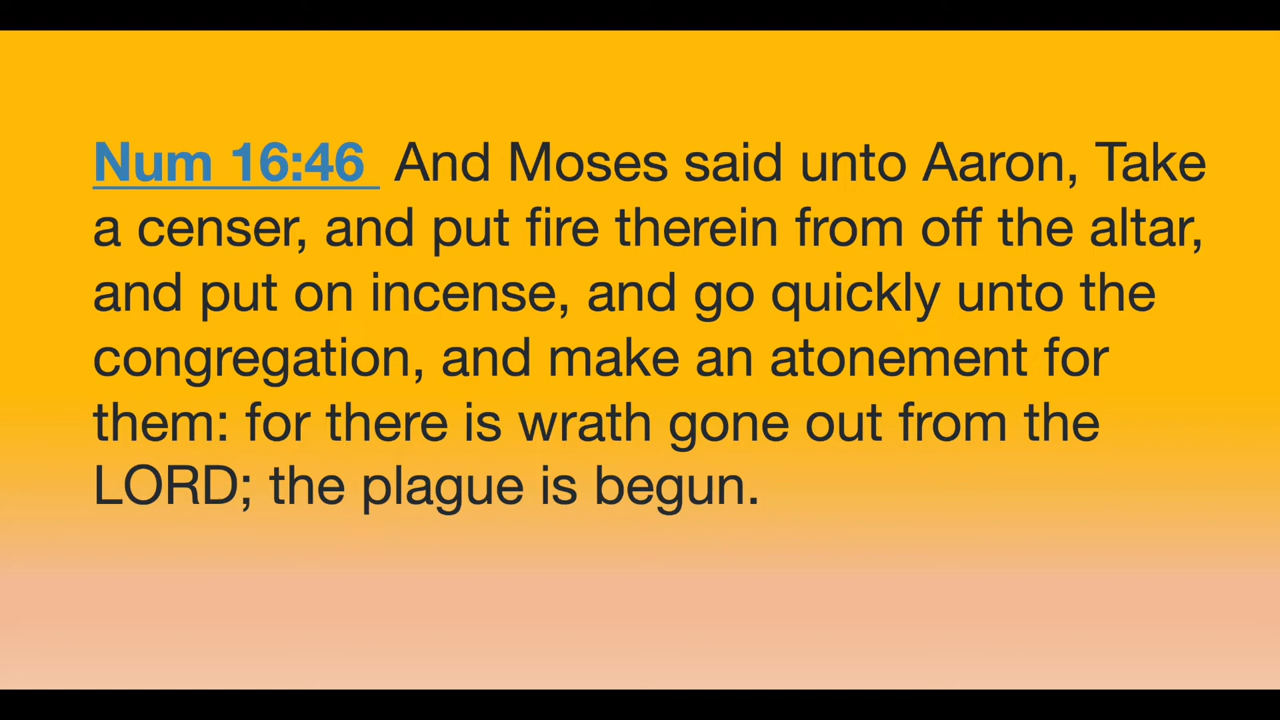 Num 16:46 And Moses said unto Aaron, Take
a censer, and put fire therein from off the altar,
and put on incense, and go quickly unto the
congregation, and make an atonement for
them: for there is wrath gone out from the
LORD; the plague is begun.